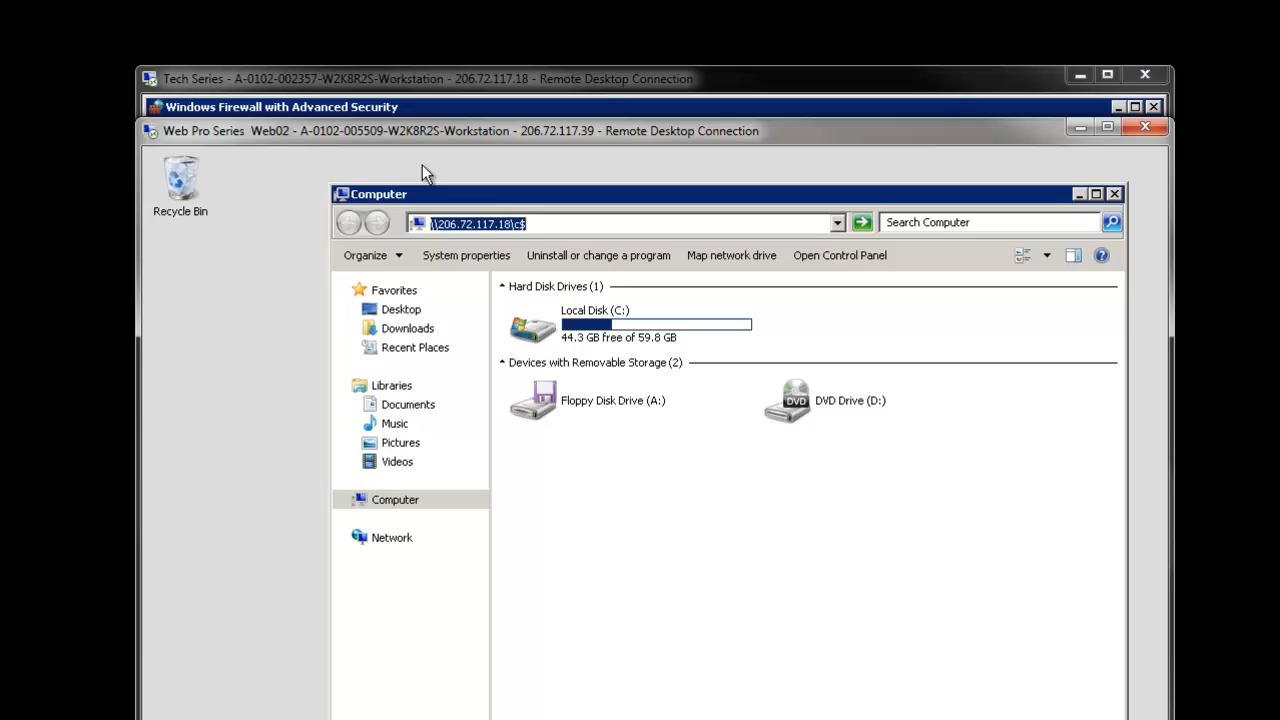 Tech Series - A-0102-002357-W2K8R2S-Workstation - 206.72.117.18 - Remote Desktop Connection
Windows Firewall with Advanced Security
Web Pro Series  Web02 - A-0102-005509-W2K8R2S-Workstation - 206.72.117.39 - Remote Desktop Connection
Recycle Bin
Computer
\\206.72.117.18\c$
Search Computer
Organize
System properties
Uninstall or change a program
Map network drive
Open Control Panel
Favorites
Desktop
Downloads
Recent Places
Libraries
Documents
Music
Pictures
Videos
Computer
Network
Hard Disk Drives (1)
Local Disk (C:)
44.3 GB free of 59.8 GB
Devices with Removable Storage (2)
Floppy Disk Drive (A:)
DVD
DVD Drive (D:)